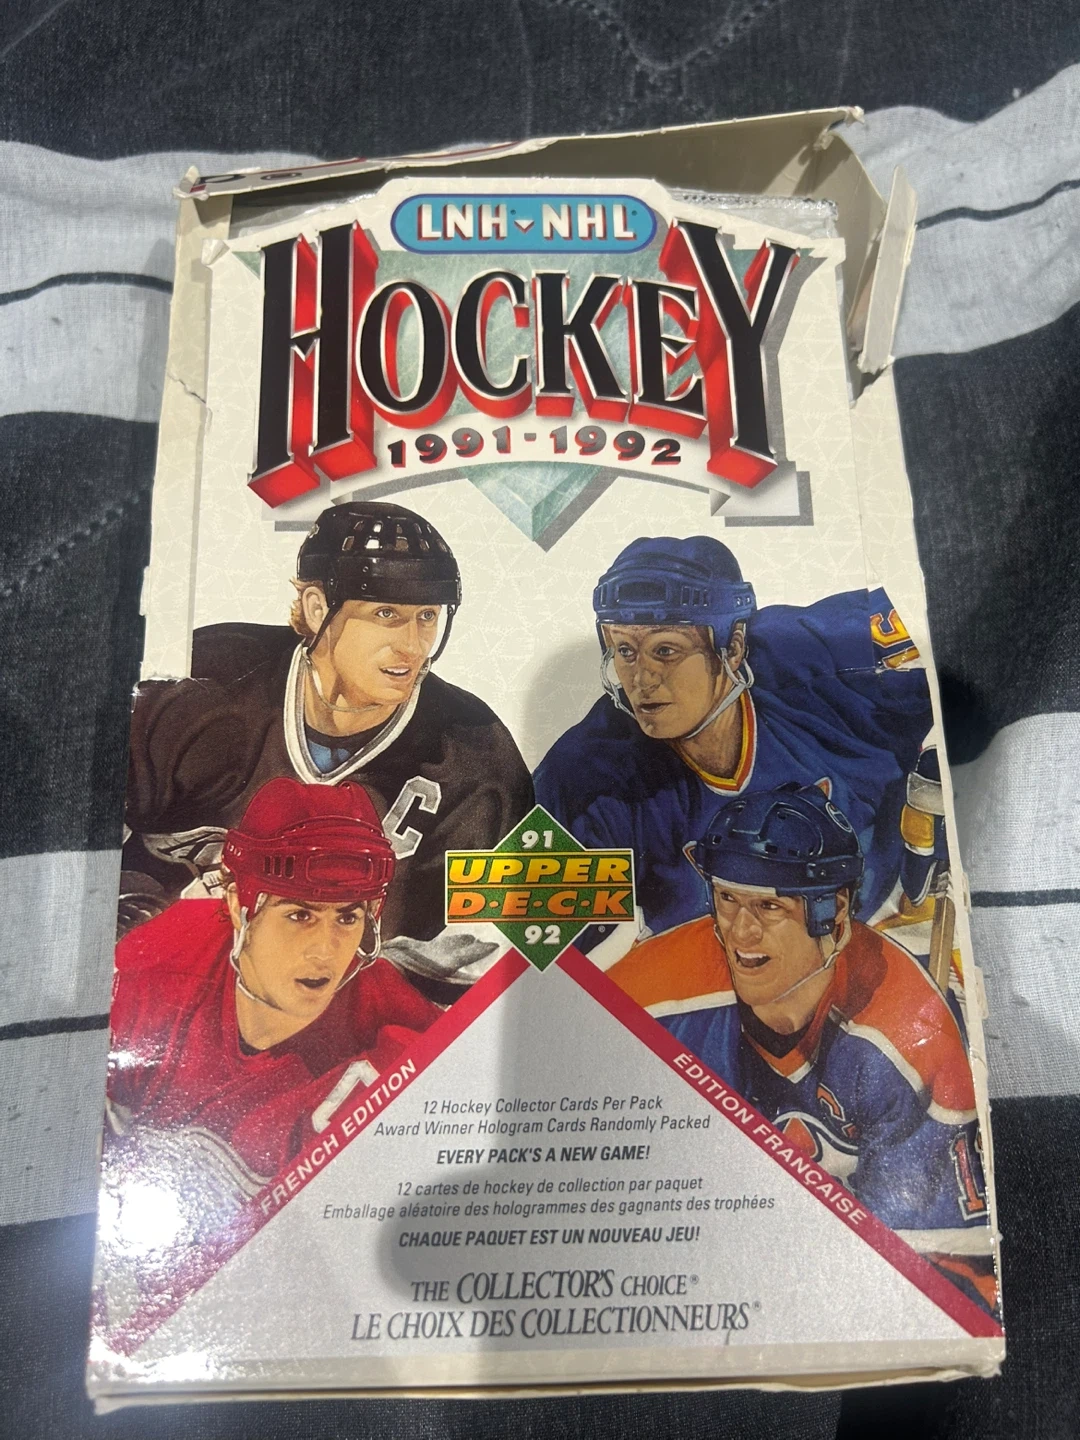 LNH NHL
HOCKEY
1991-1992
C
91
UPPER
D·E·C·K
92
FRENCH EDITION
ÉDITION FRANÇAISE
12 Hockey Collector Cards Per Pack
Award Winner Hologram Cards Randomly Packed
EVERY PACK'S A NEW GAME!
12 cartes de hockey de collection par paquet
Emballage aléatoire des hologrammes des gagnants des trophées
CHAQUE PAQUET EST UN NOUVEAU JEU!
THE COLLECTOR'S CHOICE®
LE CHOIX DES COLLECTIONNEURS®